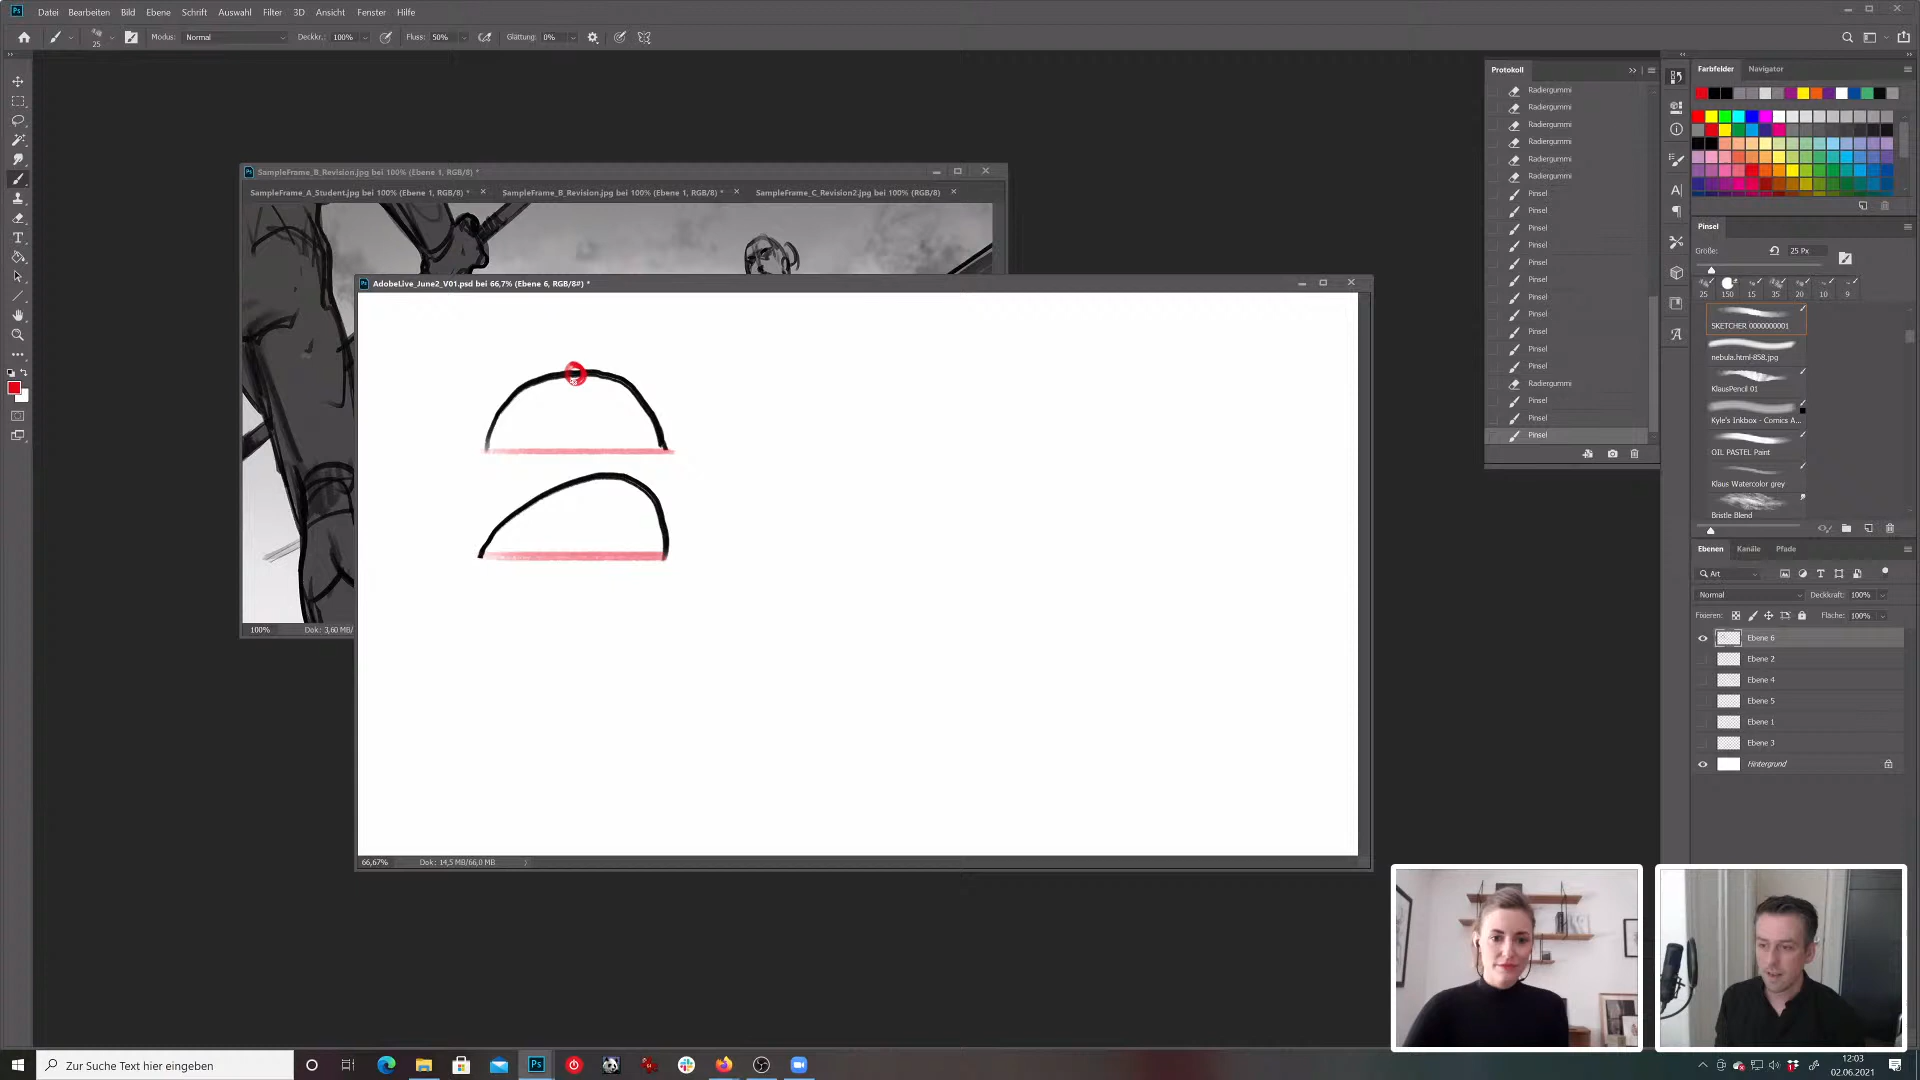 Datei Bearbeiten Bild Ebene Schrift Auswahl Filter 3D Ansicht Fenster Hilfe
25 Modus: Normal Deckkr.: 100% Fluss: 50% Glättung: 0%
Protokoll
Radiergummi
Radiergummi
Radiergummi
Radiergummi
Radiergummi
Radiergummi
Pinsel
Pinsel
Pinsel
Pinsel
Pinsel
Pinsel
Pinsel
Pinsel
Pinsel
Pinsel
Pinsel
Radiergummi
Pinsel
Pinsel
Pinsel
Farbfelder Navigator
Pinsel
Größe: 25 Px
25 150 15 35 20 10 9
SKETCHER 0000000001
nebula.html-858.jpg
KlausPencil 01
Kyle's Inkbox - Comics A...
OIL PASTEL Paint
Klaus Watercolor grey
Bristle Blend
Ebenen Kanäle Pfade
Art
Normal Deckkraft: 100%
Fixieren: Fläche: 100%
Ebene 6
Ebene 2
Ebene 4
Ebene 5
Ebene 1
Ebene 3
Hintergrund
SampleFrame_B_Revision.jpg bei 100% (Ebene 1, RGB/8) *
SampleFrame_A_Student.jpg bei 100% (Ebene 1, RGB/8) * SampleFrame_B_Revision.jpg bei 100% (Ebene 1, RGB/8) * SampleFrame_C_Revision2.jpg bei 100% (RGB/8)
100% Dok: 3,60 MB/
AdobeLive_June2_V01.psd bei 66,7% (Ebene 6, RGB/8#) *
66,67% Dok: 14,5 MB/66,0 MB
Zur Suche Text hier eingeben
12:03
02.06.2021